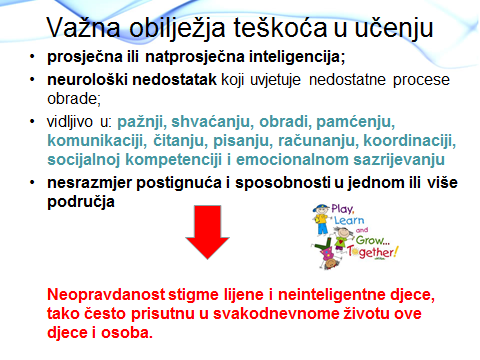 Važna obilježja teškoća u učenju
• prosječna ili natprosječna inteligencija;
• neurološki nedostatak koji uvjetuje nedostatne procese
obrade;
• vidljivo u: pažnji, shvaćanju, obradi, pamćenju,
komunikaciji, čitanju, pisanju, računanju, koordinaciji,
socijalnoj kompetenciji i emocionalnom sazrijevanju
• nesrazmjer postignuća i sposobnosti u jednom ili više
područja
Play,
Learn
and
Grow...
Together!
Neopravdanost stigme lijene i neinteligentne djece,
tako često prisutnu u svakodnevnome životu ove
djece i osoba.